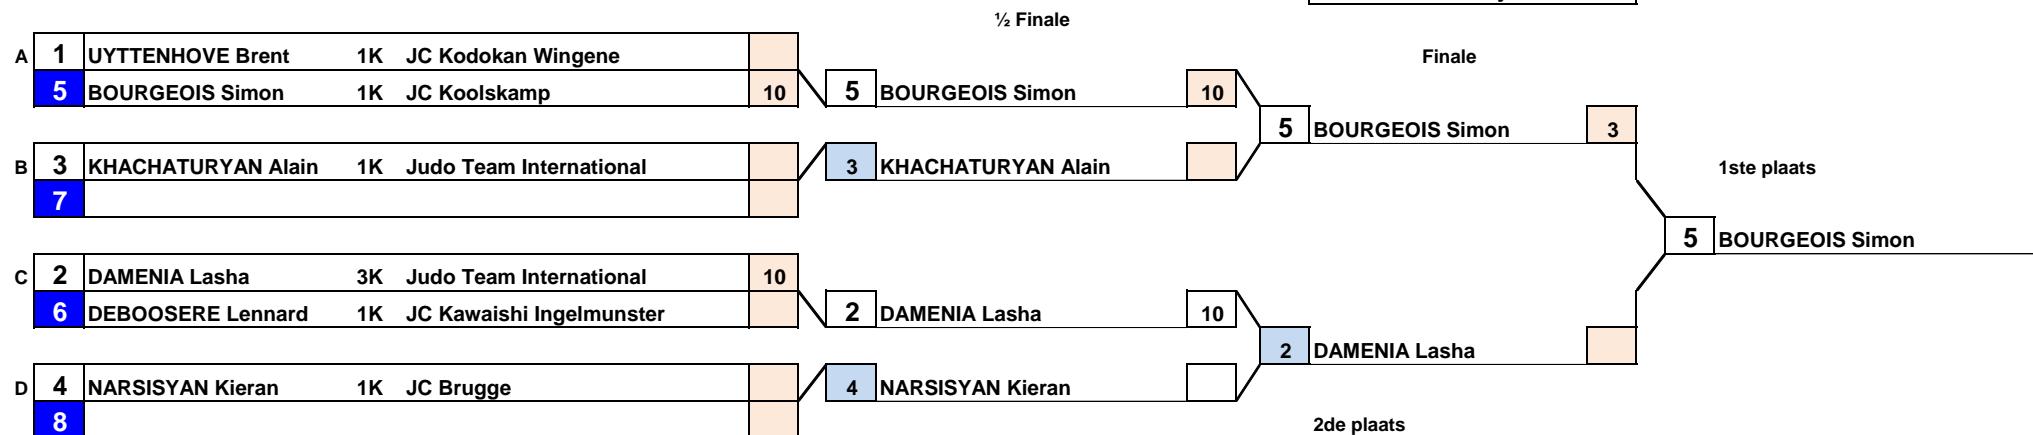 ½ Finale
A 1 UYTTENHOVE Brent 1K JC Kodokan Wingene
Finale
5 BOURGEOIS Simon 1K JC Koolskamp 10
5 BOURGEOIS Simon 10
5 BOURGEOIS Simon 3
B 3 KHACHATURYAN Alain 1K Judo Team International
3 KHACHATURYAN Alain
1ste plaats
7
5 BOURGEOIS Simon
C 2 DAMENIA Lasha 3K Judo Team International 10
6 DEBOOSERE Lennard 1K JC Kawaishi Ingelmunster
2 DAMENIA Lasha 10
2 DAMENIA Lasha
D 4 NARSISYAN Kieran 1K JC Brugge
4 NARSISYAN Kieran
8
2de plaats